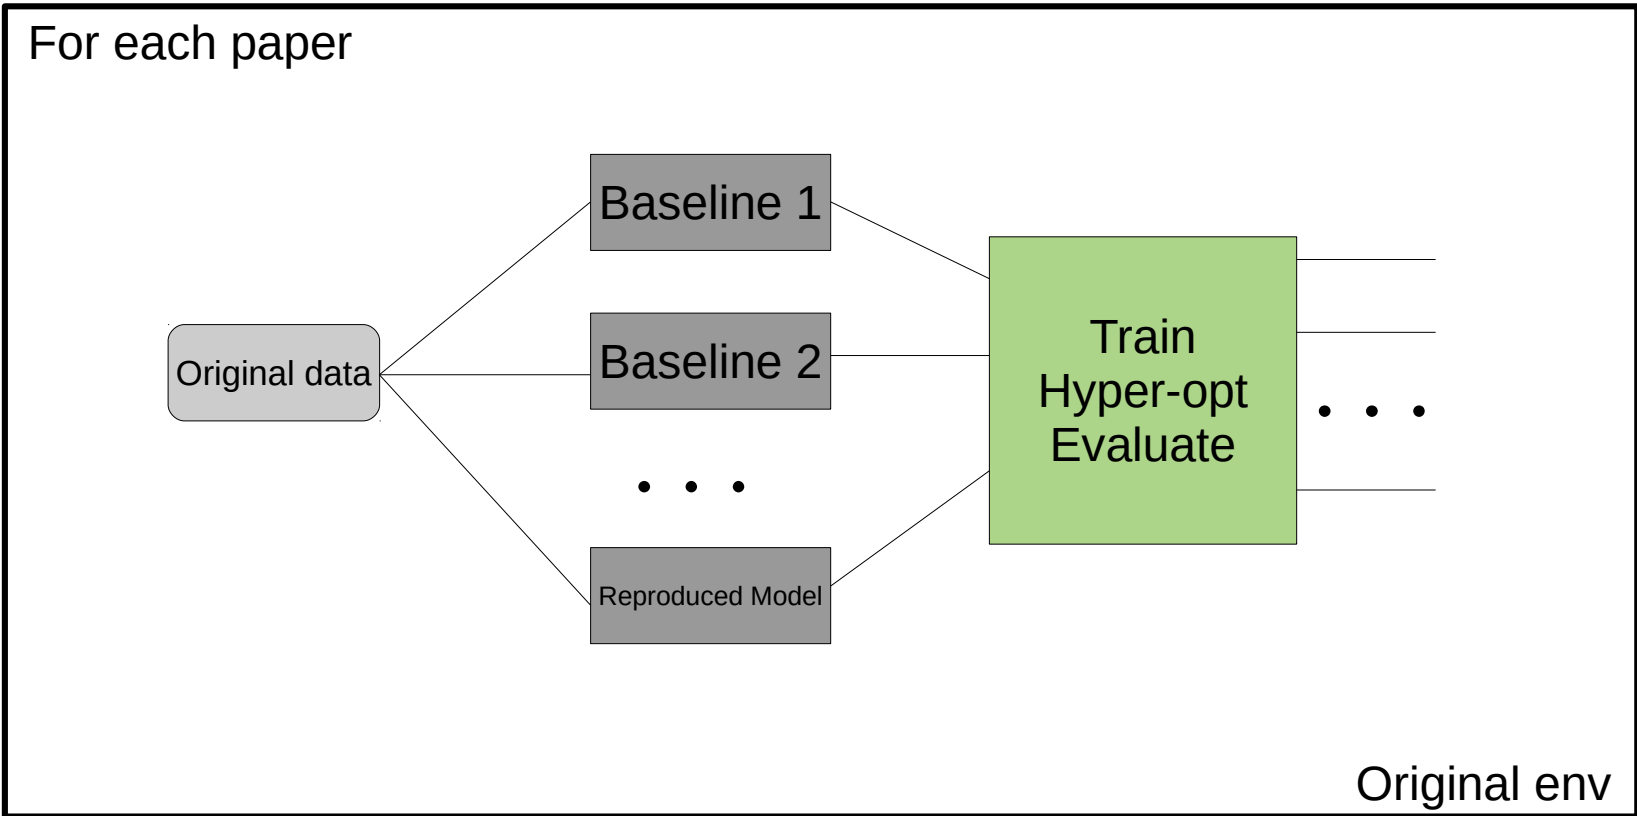 For each paper
Baseline 1
Original data
Baseline 2
Reproduced Model
Train
Hyper-opt
Evaluate
Original env